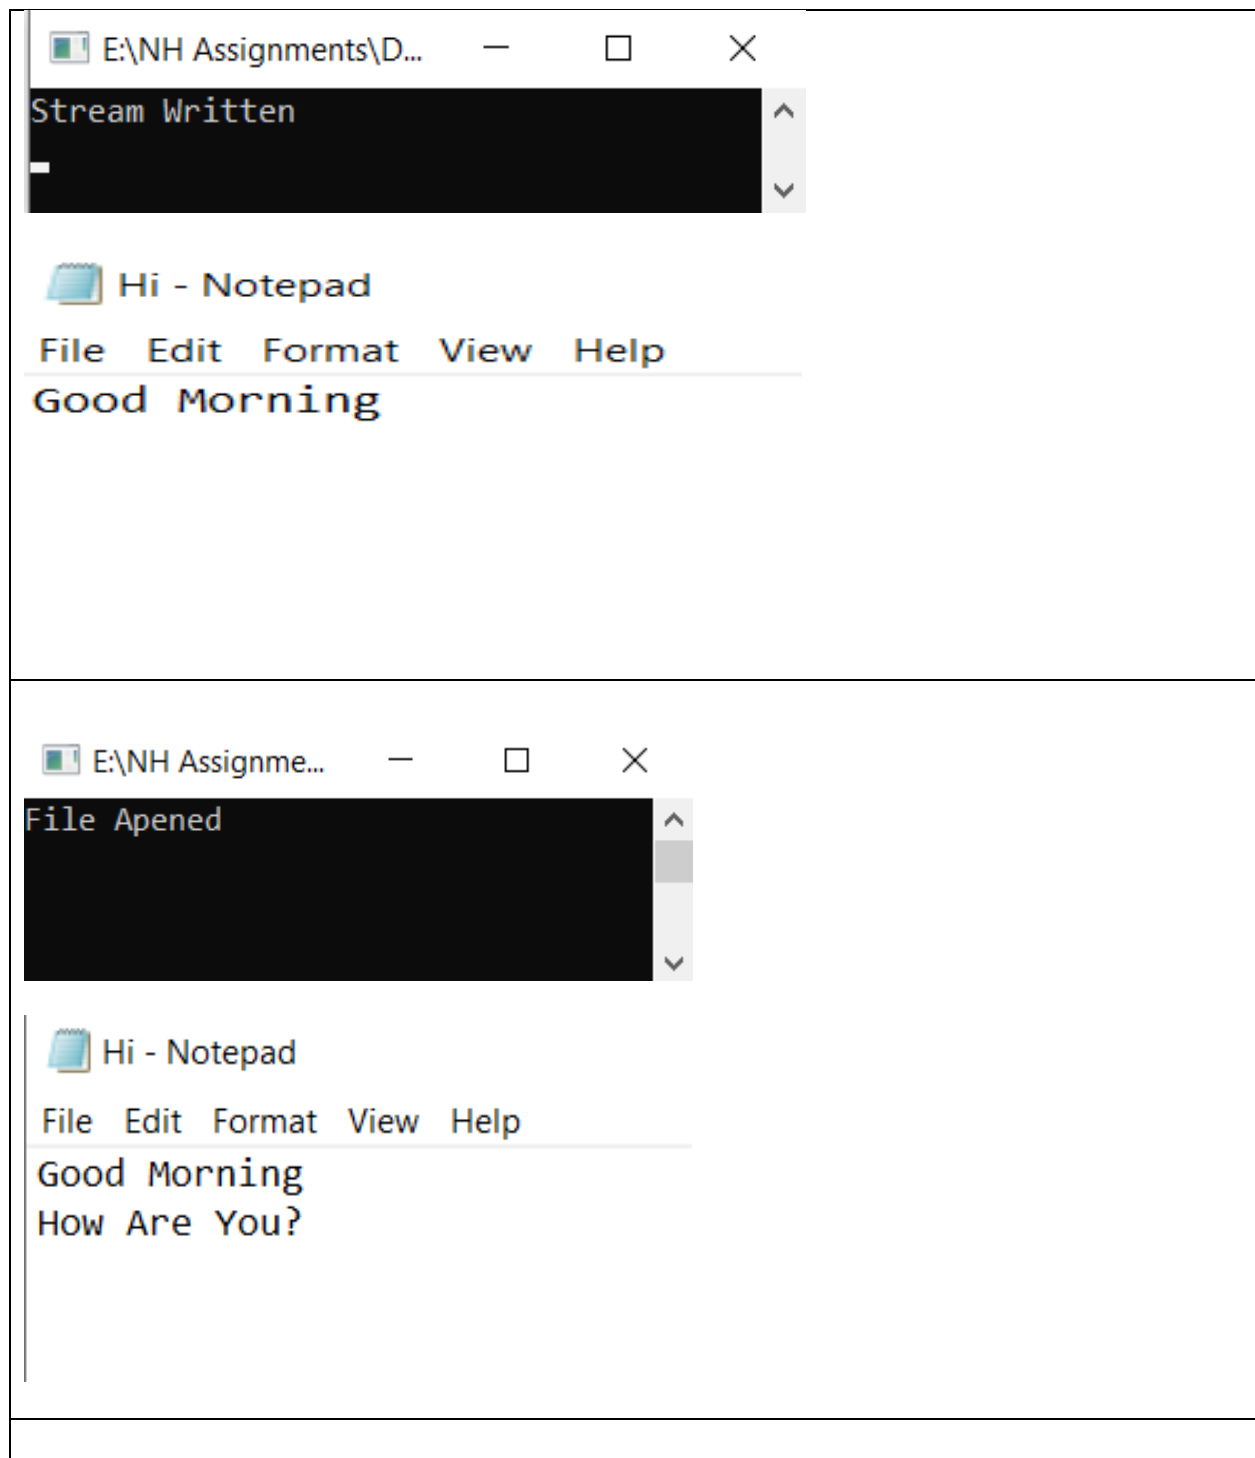 E:\NH Assignments\D...
Stream Written
Hi - Notepad
File Edit Format View Help
Good Morning
E:\NH Assignme...
File Apened
Hi - Notepad
File Edit Format View Help
Good Morning
How Are You?